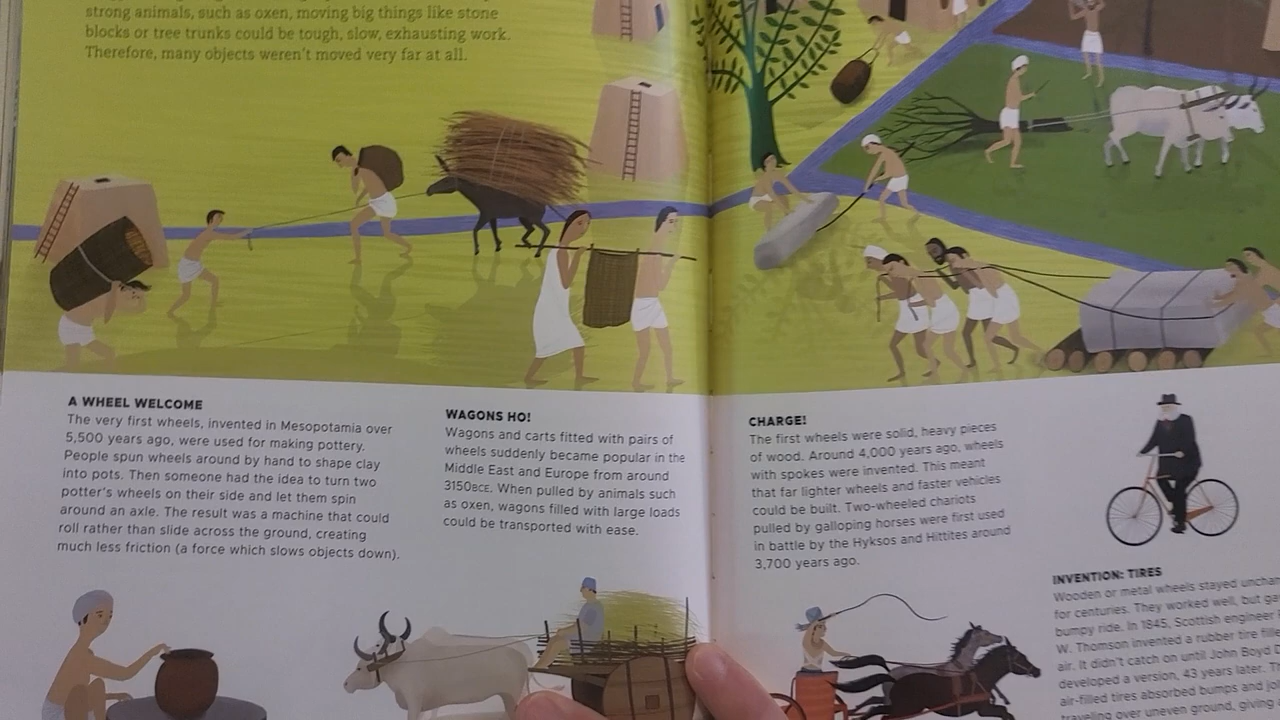 strong animals, such as oxen, moving big things like stone
blocks or tree trunks could be tough, slow, exhausting work.
Therefore, many objects weren't moved very far at all.
A WHEEL WELCOME
The very first wheels, invented in Mesopotamia over
5,500 years ago, were used for making pottery.
People spun wheels around by hand to shape clay
into pots. Then someone had the idea to turn two
potter's wheels on their side and let them spin
around an axle. The result was a machine that could
roll rather than slide across the ground, creating
much less friction (a force which slows objects down).
WAGONS HO!
Wagons and carts fitted with pairs of
wheels suddenly became popular in the
Middle East and Europe from around
3150BCE. When pulled by animals such
as oxen, wagons filled with large loads
could be transported with ease.
CHARGE!
The first wheels were solid, heavy pieces
of wood. Around 4,000 years ago, wheels
with spokes were invented. This meant
that far lighter wheels and faster vehicles
could be built. Two-wheeled chariots
pulled by galloping horses were first used
in battle by the Hyksos and Hittites around
3,700 years ago.
INVENTION: TIRES
Wooden or metal wheels stayed
for centuries. They worked well, but
bumpy ride. In 1845, Scottish engineer
W. Thomson invented a rubber tire
air. It didn't catch on until John Boyd
developed a version, 43 years later.
air-filled tires absorbed bumps and
traveling over uneven ground, giving